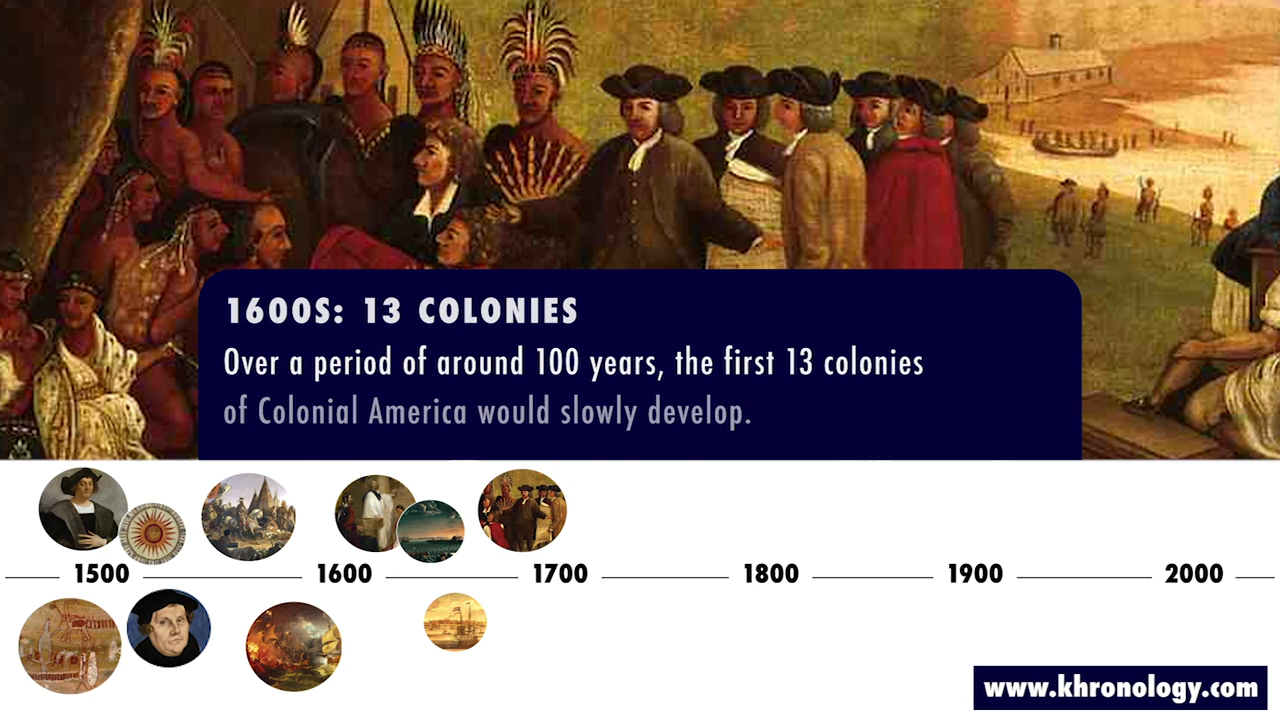 1600S: 13 COLONIES
Over a period of around 100 years, the first 13 colonies
of Colonial America would slowly develop.
1500 1600 1700 1800 1900 2000
www.khronology.com